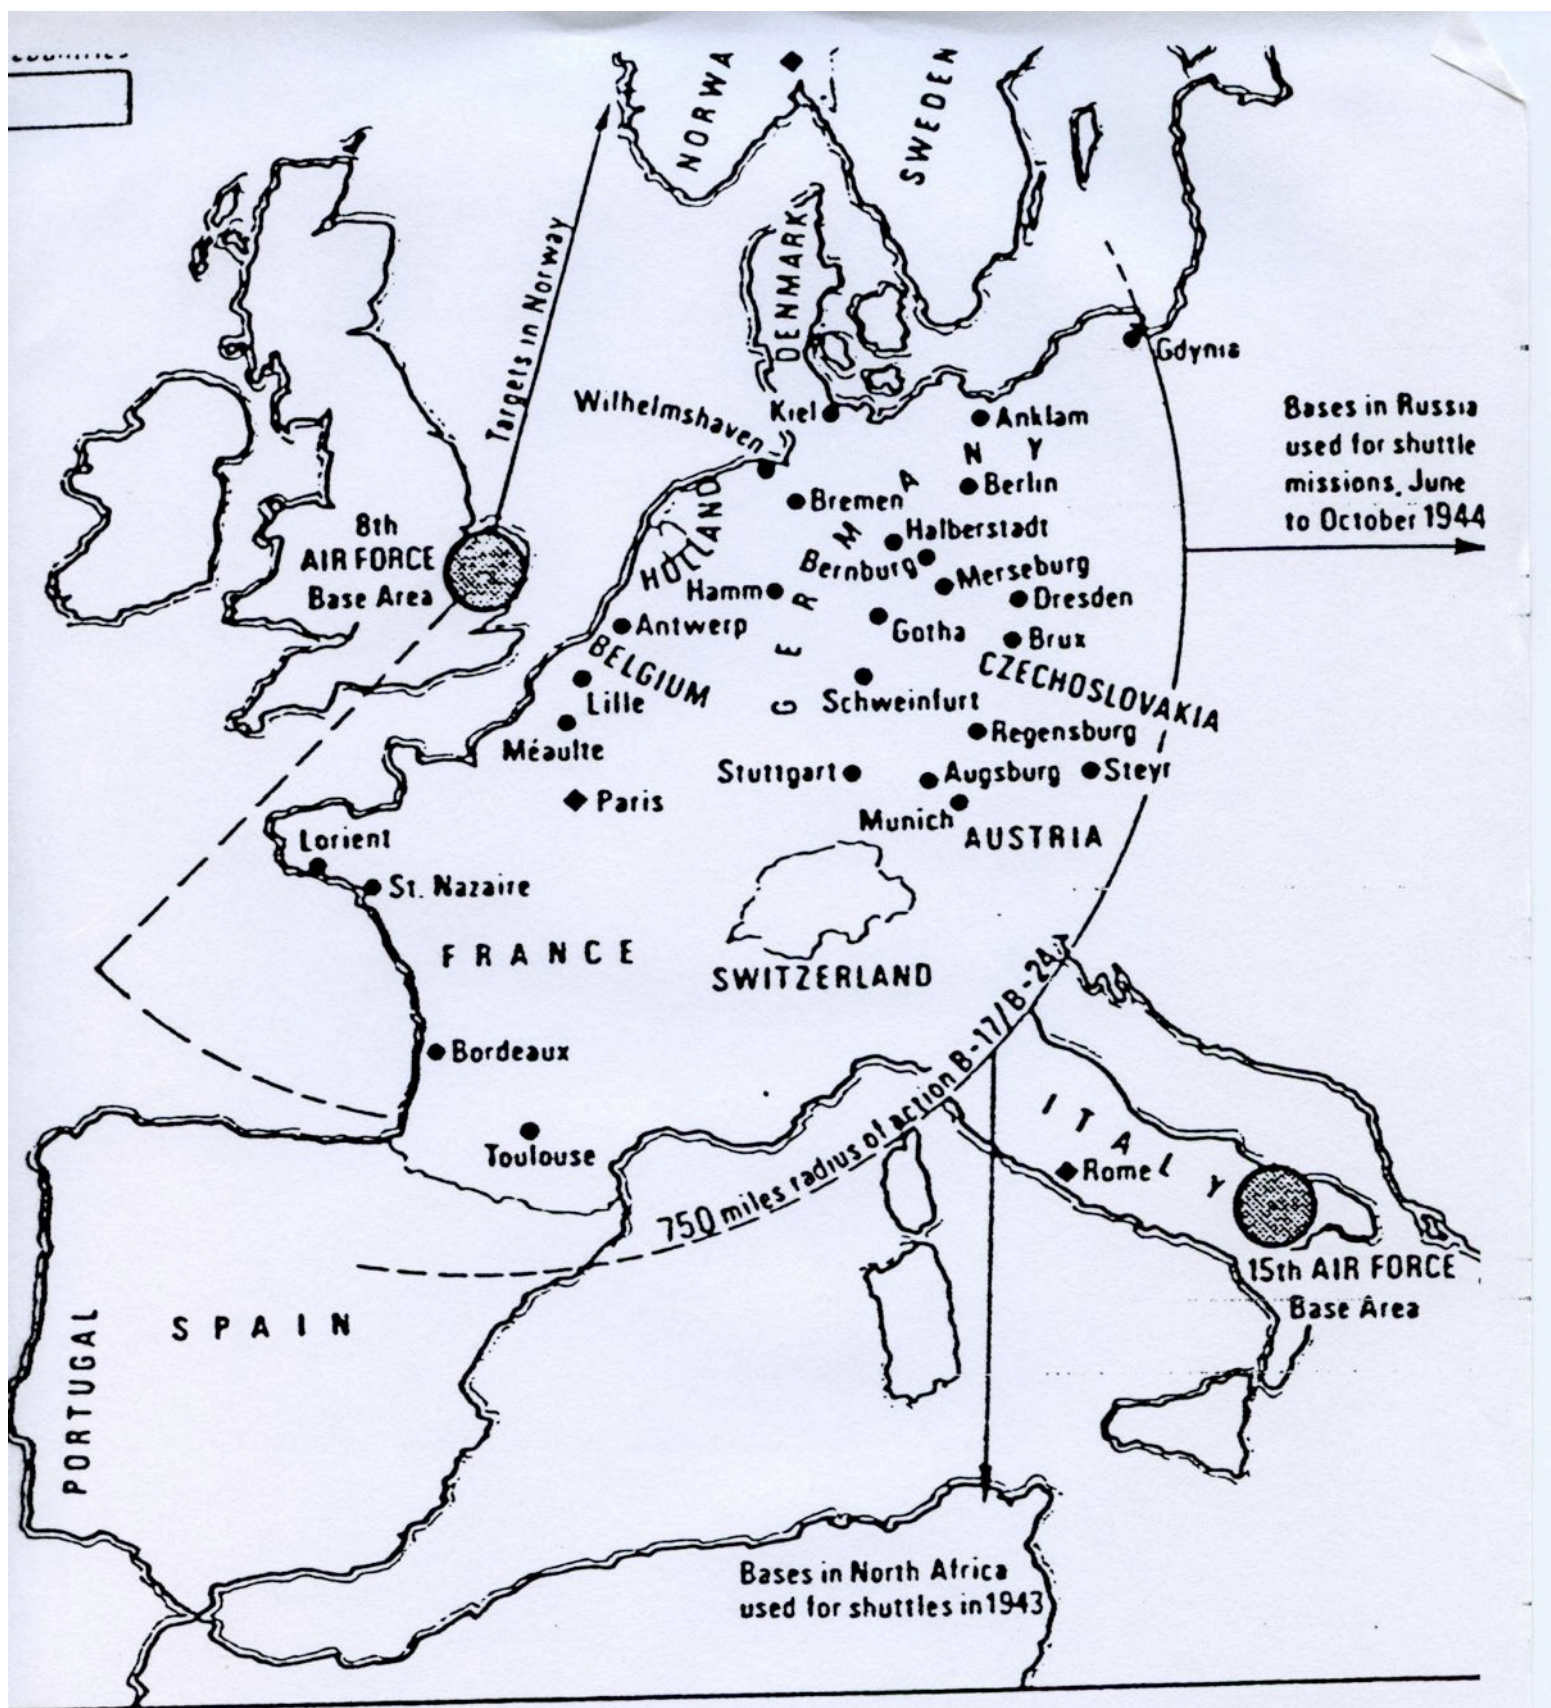 NORWA
SWEDEN
Targets in Norway
DENMARK
Gdynia
Wilhelmshaven
Kiel
Anklam
Bases in Russia
used for shuttle
missions, June
to October 1944
GERMANY
Berlin
Bremen
HOLLAND
8th
AIR FORCE
Base Area
Halberstadt
Bernburg
Merseburg
Hamm
Dresden
Gotha
Antwerp
Brux
BELGIUM
CZECHOSLOVAKIA
Lille
Schweinfurt
Regensburg
Méaulte
Stuttgart
Augsburg
Steyr
Paris
Munich
AUSTRIA
Lorient
St. Nazaire
FRANCE
SWITZERLAND
750 miles radius of action B-17/B-24
Bordeaux
ITALY
Toulouse
Rome
15th AIR FORCE
Base Area
SPAIN
PORTUGAL
Bases in North Africa
used for shuttles in 1943